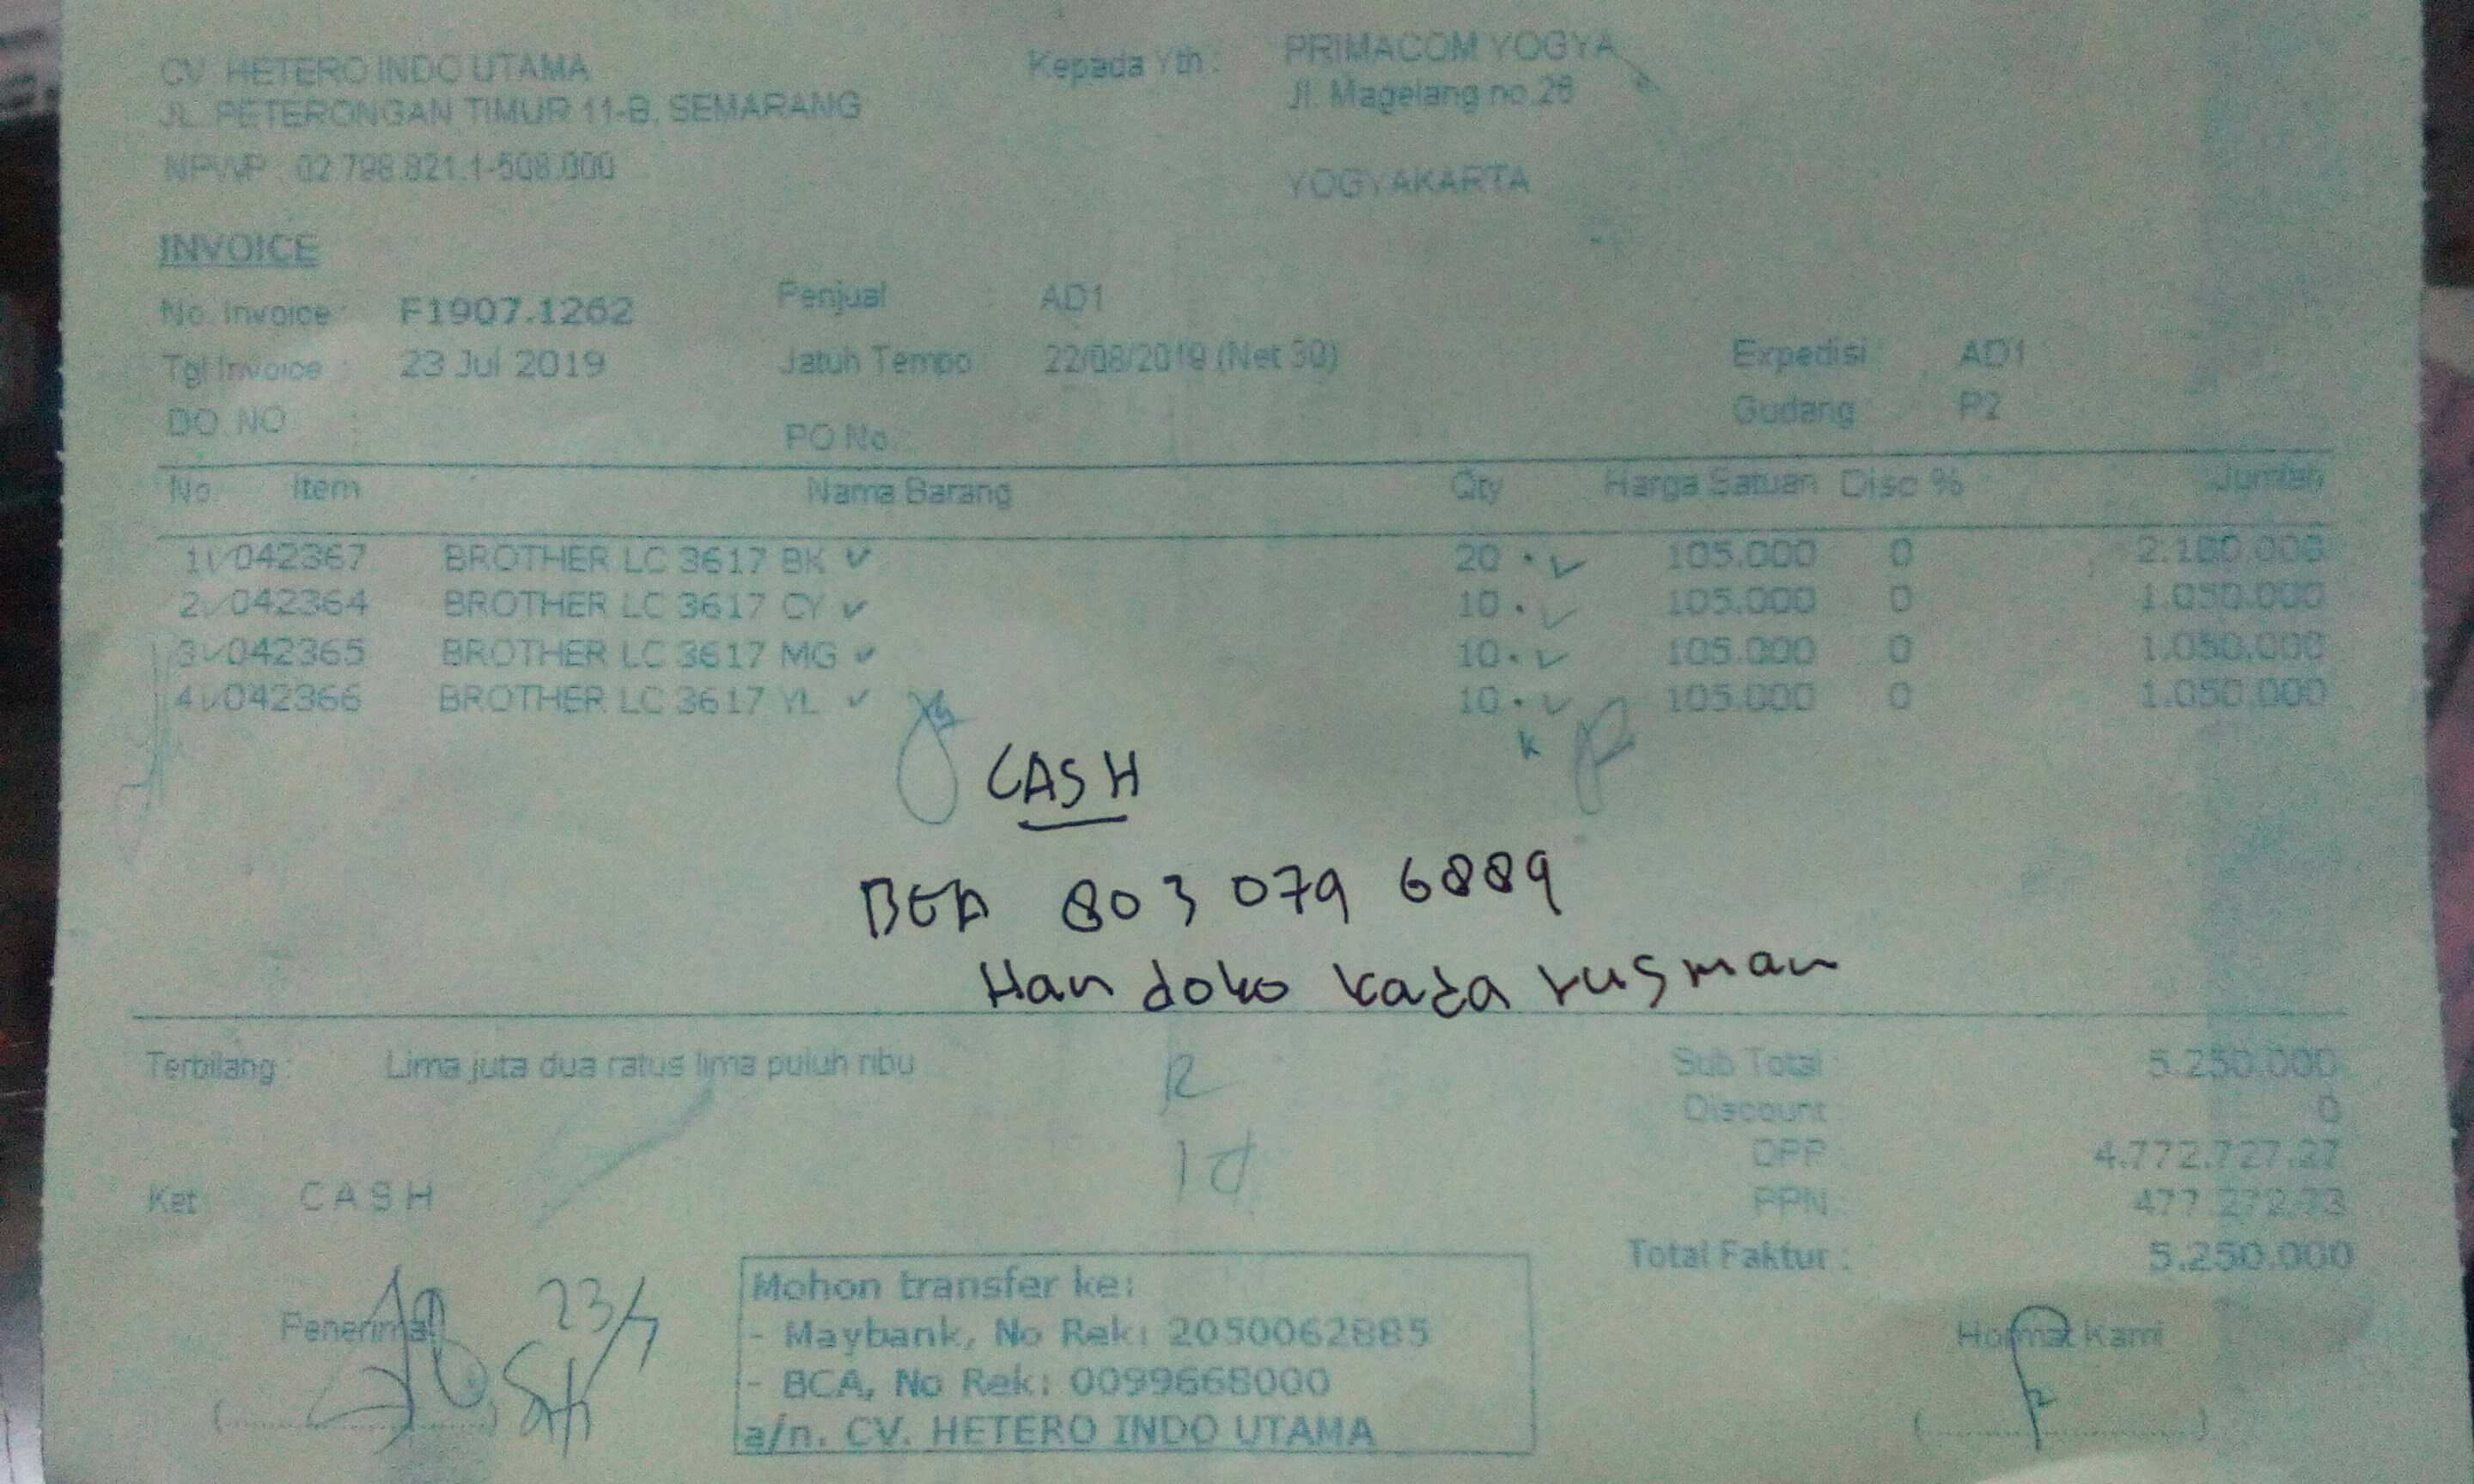 CV. HETERO INDO UTAMA
JL. PETERONGAN TIMUR 11-B, SEMARANG
NPWP : 02.798.821.1-508.000
Kepada Yth : PRIMACOM YOGYA
Jl. Magelang no.26
YOGYAKARTA
INVOICE
No. Invoice : F1907.1262 Penjual AD1
Tgl Invoice : 23 Jul 2019 Jatuh Tempo 22/08/2019 (Net 30) Expedisi : AD1
DO. NO : PO No. Gudang P2
No. Item Nama Barang Qty Harga Satuan Disc % Jumlah
1 042367 BROTHER LC 3617 BK 20 105.000 0 2.100.000
2 042364 BROTHER LC 3617 CY 10 105.000 0 1.050.000
3 042365 BROTHER LC 3617 MG 10 105.000 0 1.050.000
4 042366 BROTHER LC 3617 YL 10 105.000 0 1.050.000
CASH
BCA 803 079 6889
Handoko kada rusman
Terbilang : Lima juta dua ratus lima puluh ribu
Sub Total : 5.250.000
Discount : 0
DPP 4.772.727.27
PPN 477.272.73
Ket CASH
Total Faktur : 5.250.000
Penerima 23/7
Mohon transfer ke:
- Maybank, No Rek: 2050062885
- BCA, No Rek: 0099668000
a/n. CV. HETERO INDO UTAMA
Hormat Kami